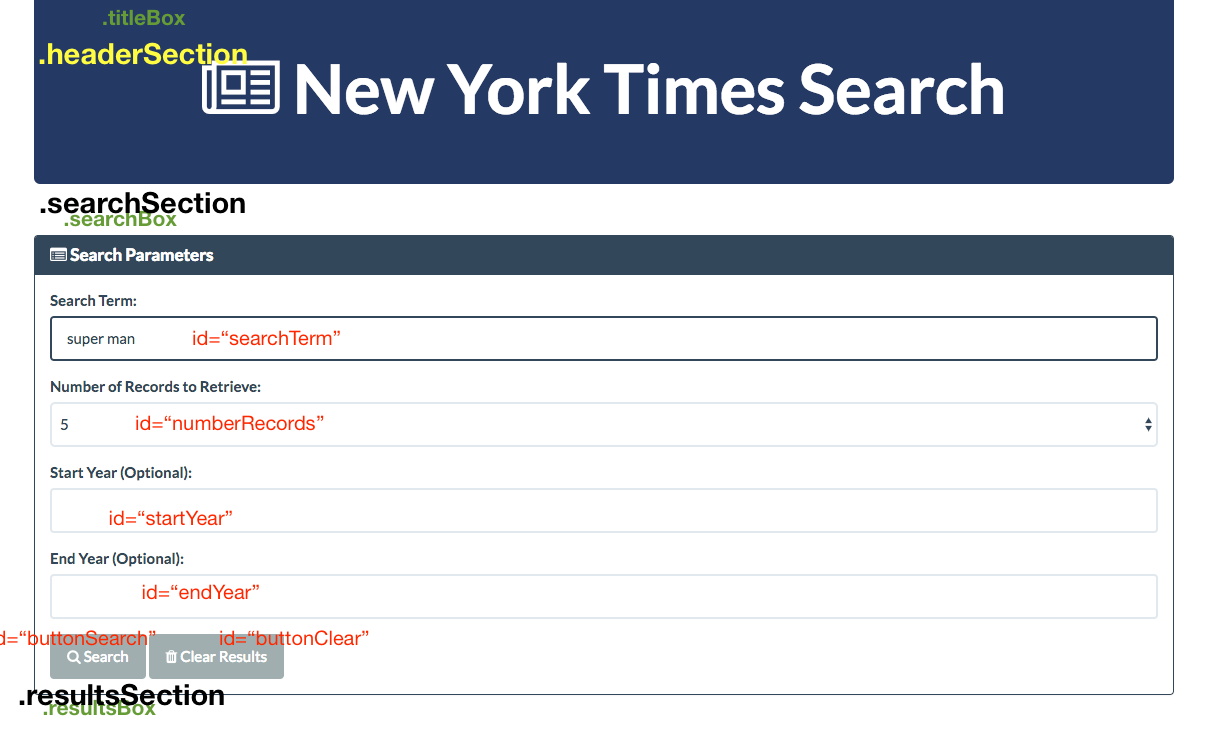 .titleBox
.headerSection
New York Times Search
.searchSection
.searchBox
Search Parameters
Search Term:
super man id=“searchTerm”
Number of Records to Retrieve:
5 id=“numberRecords”
Start Year (Optional):
id=“startYear”
End Year (Optional):
id=“endYear”
d=“buttonSearch” id=“buttonClear”
Search Clear Results
.resultsSection
.resultsBox